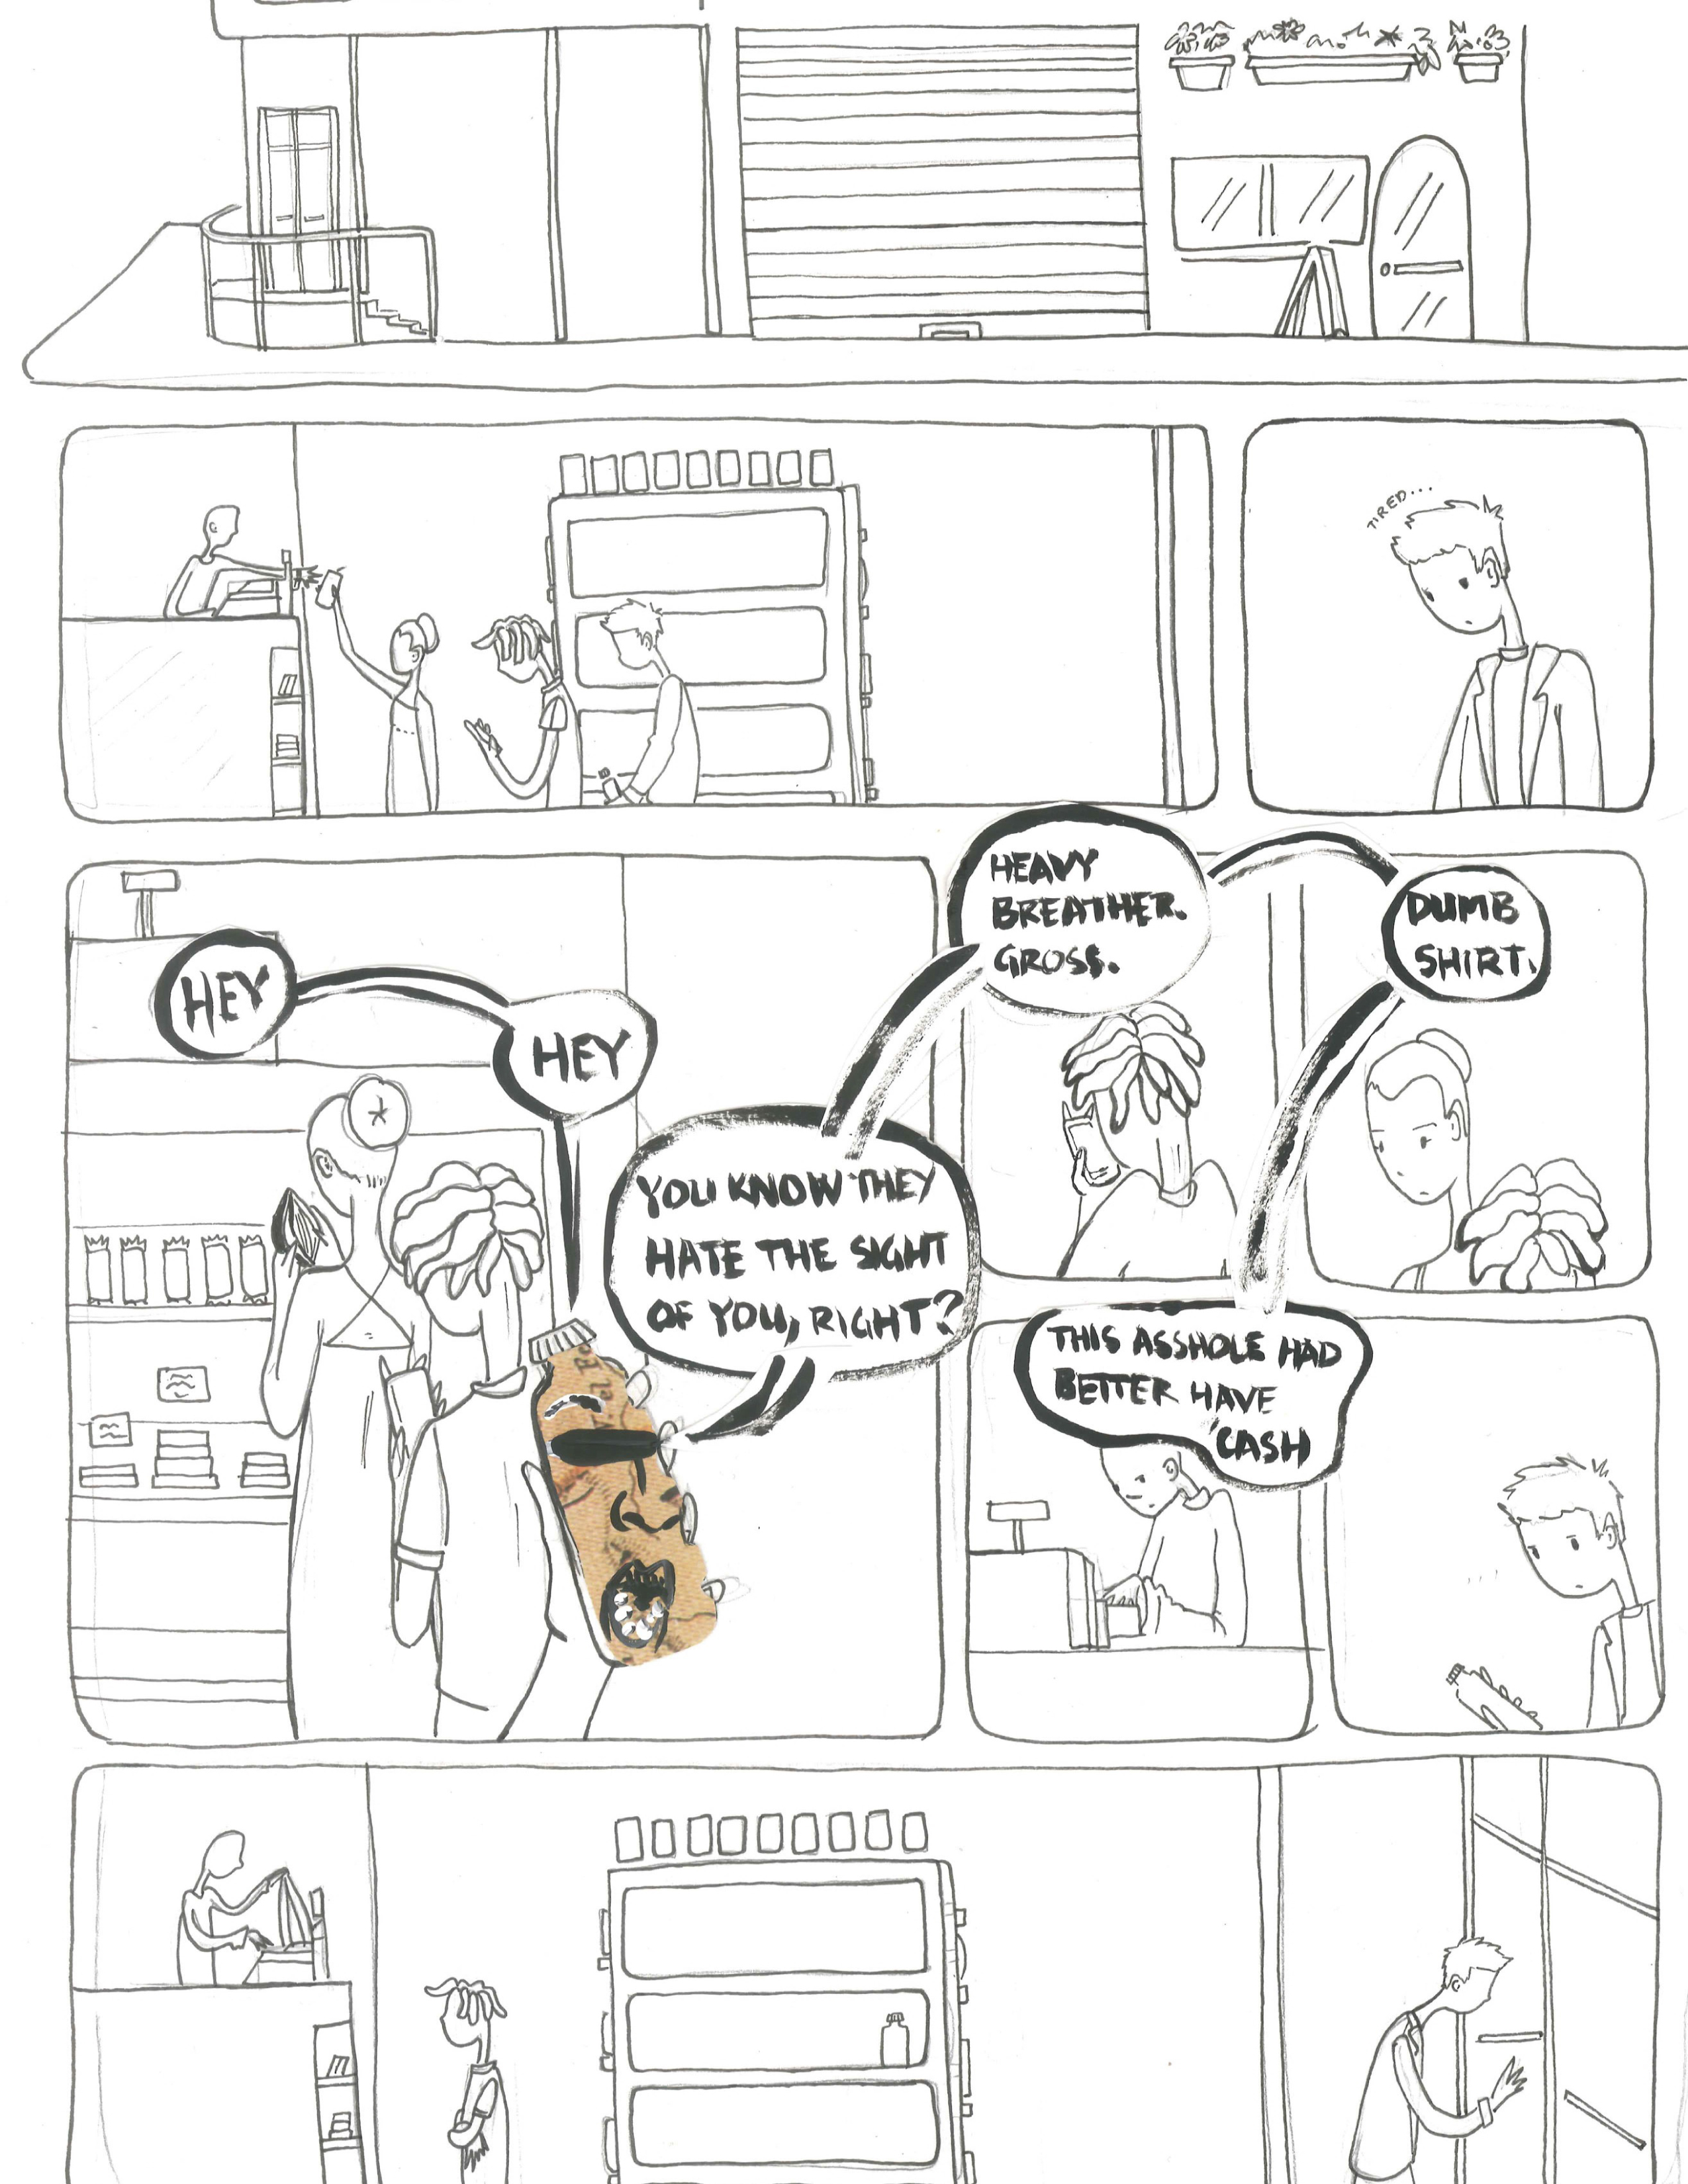 TIRED...
HEY
HEY
YOU KNOW THEY
HATE THE SIGHT
OF YOU, RIGHT?
HEAVY
BREATHER.
GROSS.
DUMB
SHIRT.
THIS ASSHOLE HAD
BETTER HAVE
CASH